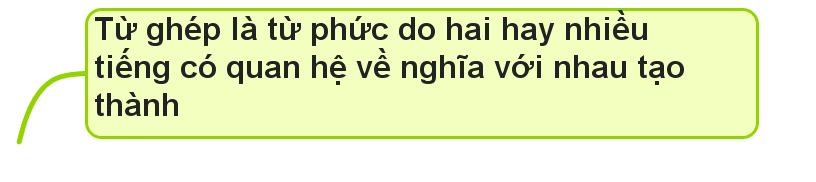 Từ ghép là từ phức do hai hay nhiều
tiếng có quan hệ về nghĩa với nhau tạo
thành